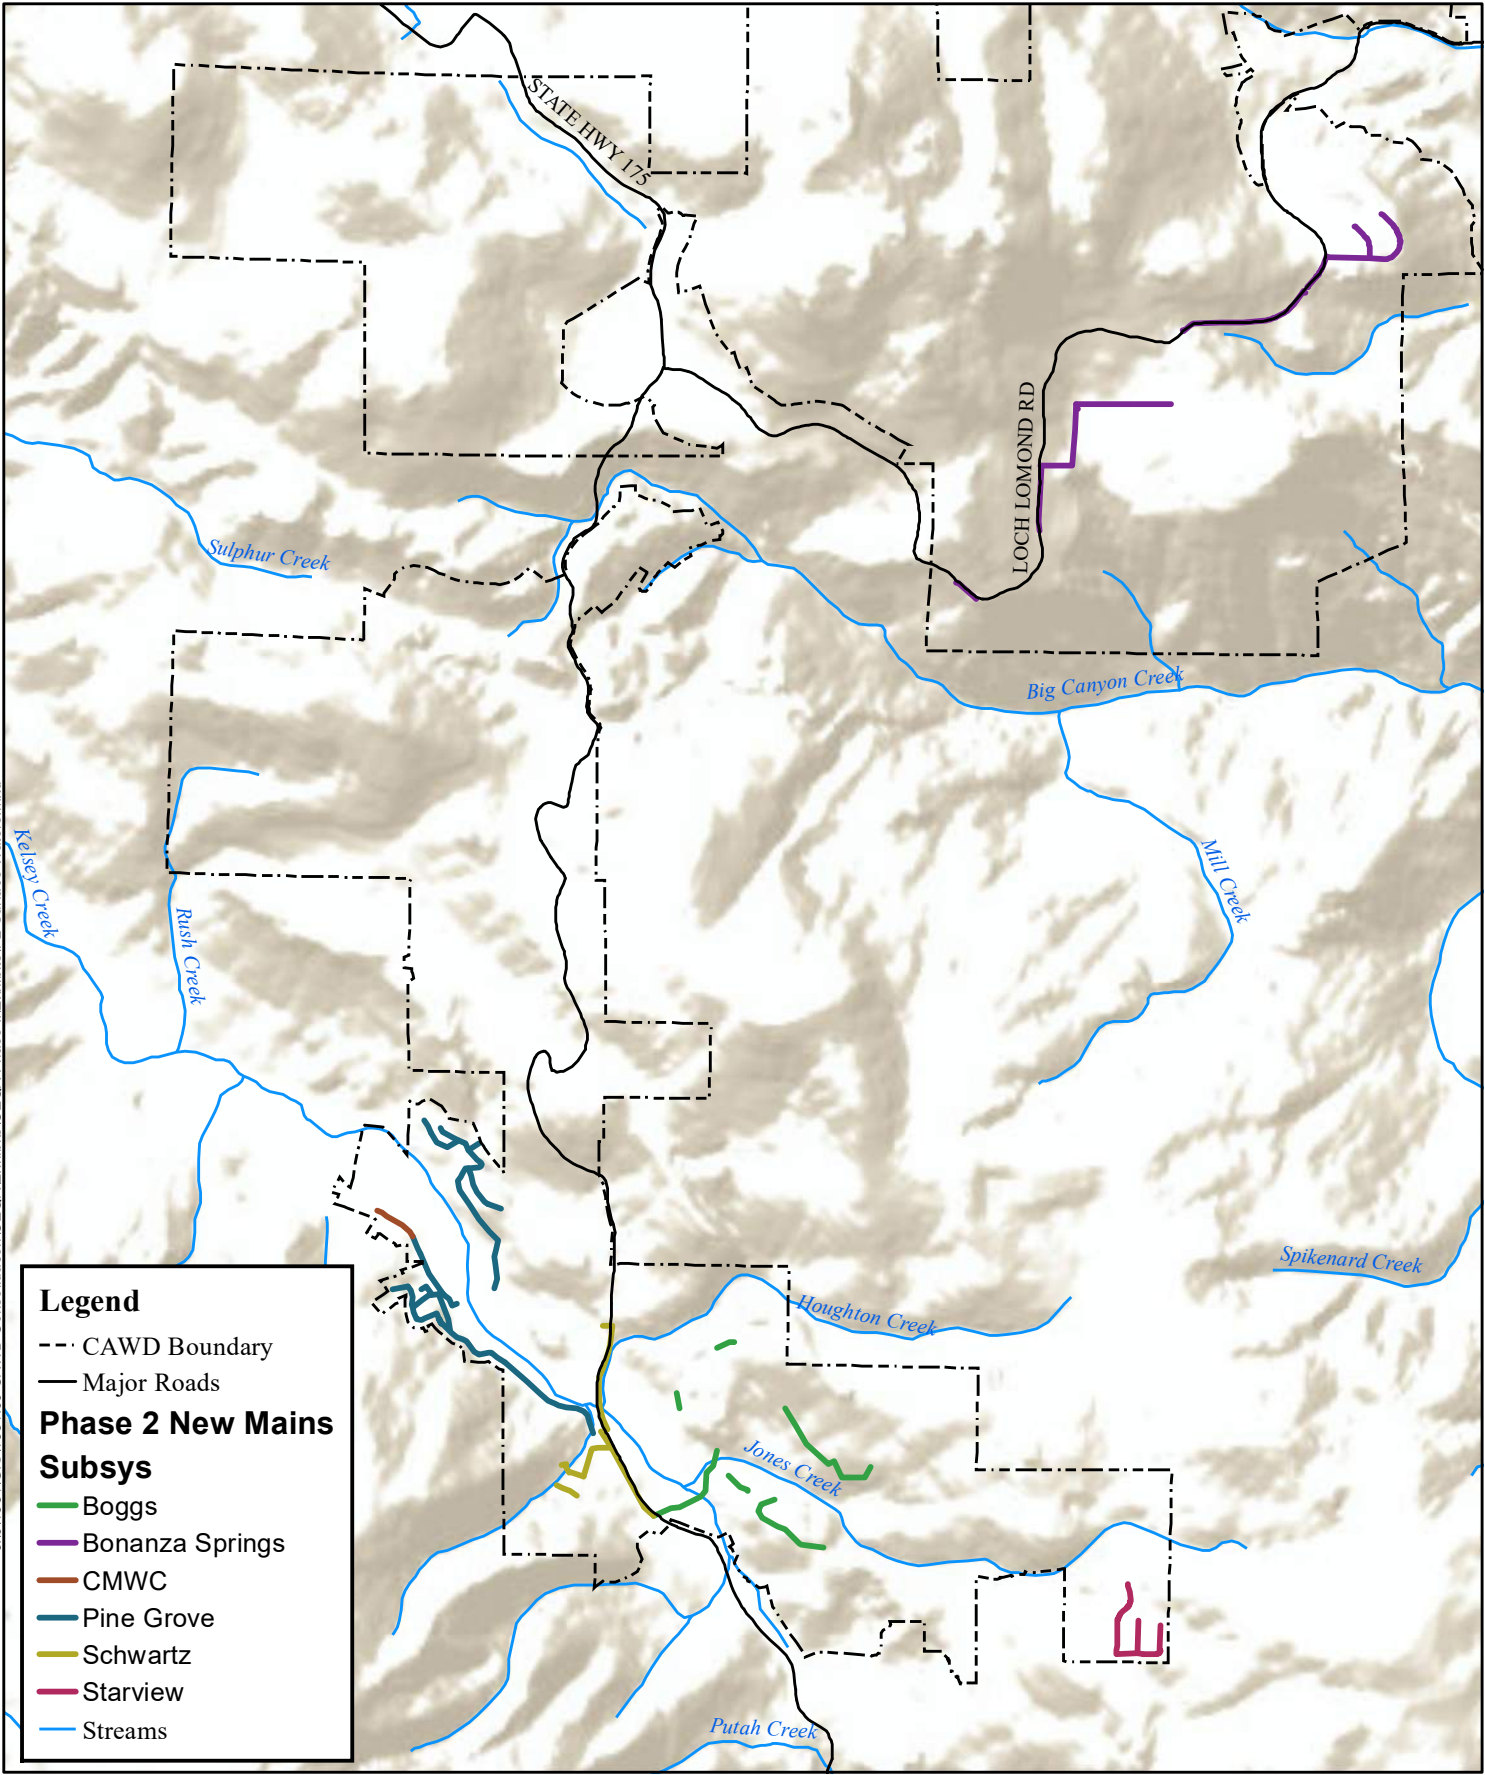 STATE HWY 175
LOCH LOMOND RD
Sulphur Creek
Big Canyon Creek
Kelsey Creek
Rush Creek
Mill Creek
Spikenard Creek
Houghton Creek
Jones Creek
Putah Creek
Legend
CAWD Boundary
Major Roads
Phase 2 New Mains
Subsys
Boggs
Bonanza Springs
CMWC
Pine Grove
Schwartz
Starview
Streams